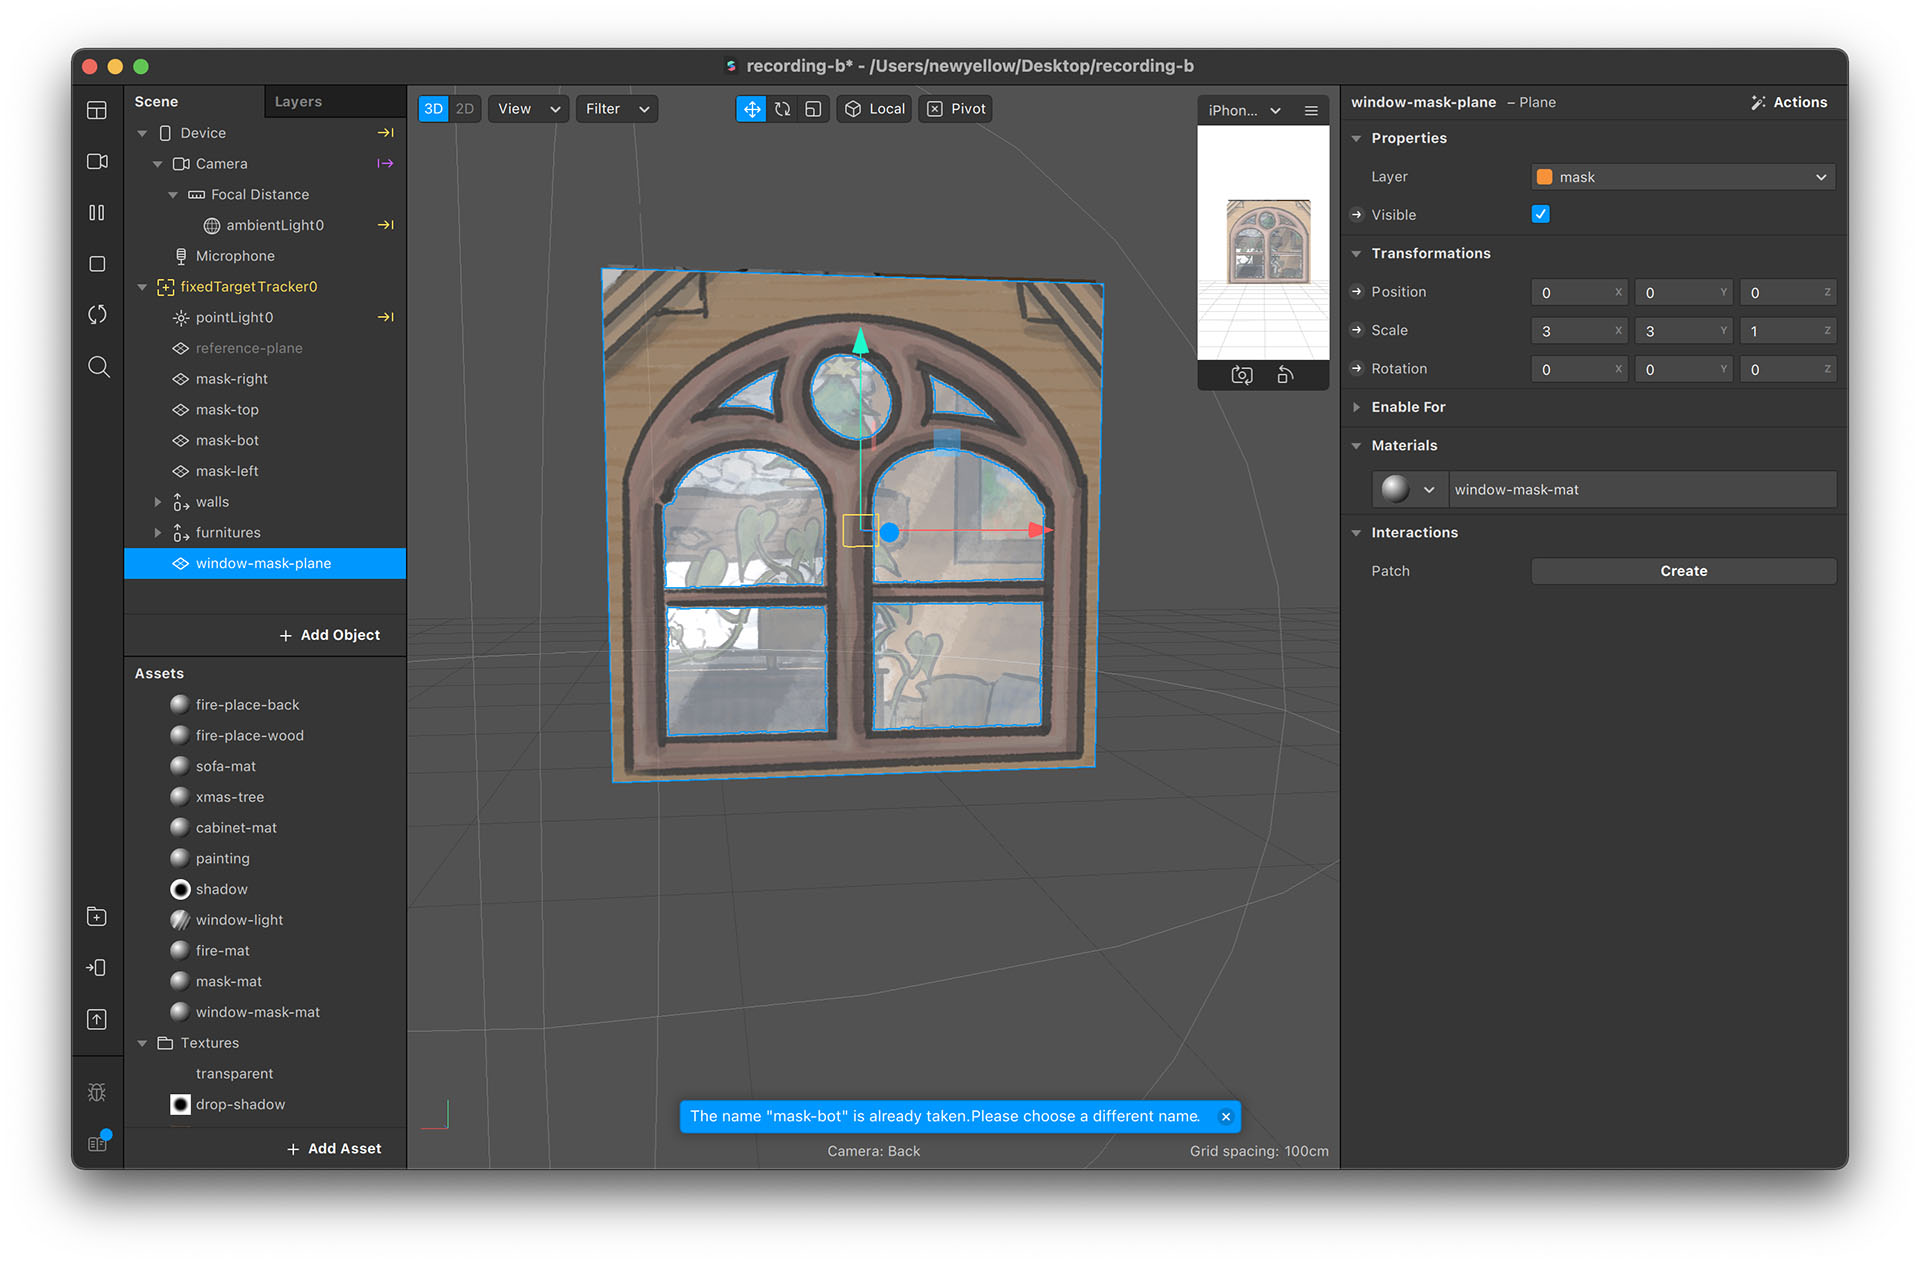 recording-b* - /Users/newyellow/Desktop/recording-b
Scene
Layers
Device
Camera
Focal Distance
ambientLight0
Microphone
fixedTargetTracker0
pointLight0
reference-plane
mask-right
mask-top
mask-bot
mask-left
walls
furnitures
window-mask-plane
+ Add Object
Assets
fire-place-back
fire-place-wood
sofa-mat
xmas-tree
cabinet-mat
painting
shadow
window-light
fire-mat
mask-mat
window-mask-mat
Textures
transparent
drop-shadow
+ Add Asset
3D 2D View Filter Local Pivot
iPhon...
The name "mask-bot" is already taken.Please choose a different name.
Camera: Back
Grid spacing: 100cm
window-mask-plane – Plane Actions
Properties
Layer mask
Visible
Transformations
Position 0 X 0 Y 0 Z
Scale 3 X 3 Y 1 Z
Rotation 0 X 0 Y 0 Z
Enable For
Materials
window-mask-mat
Interactions
Patch Create